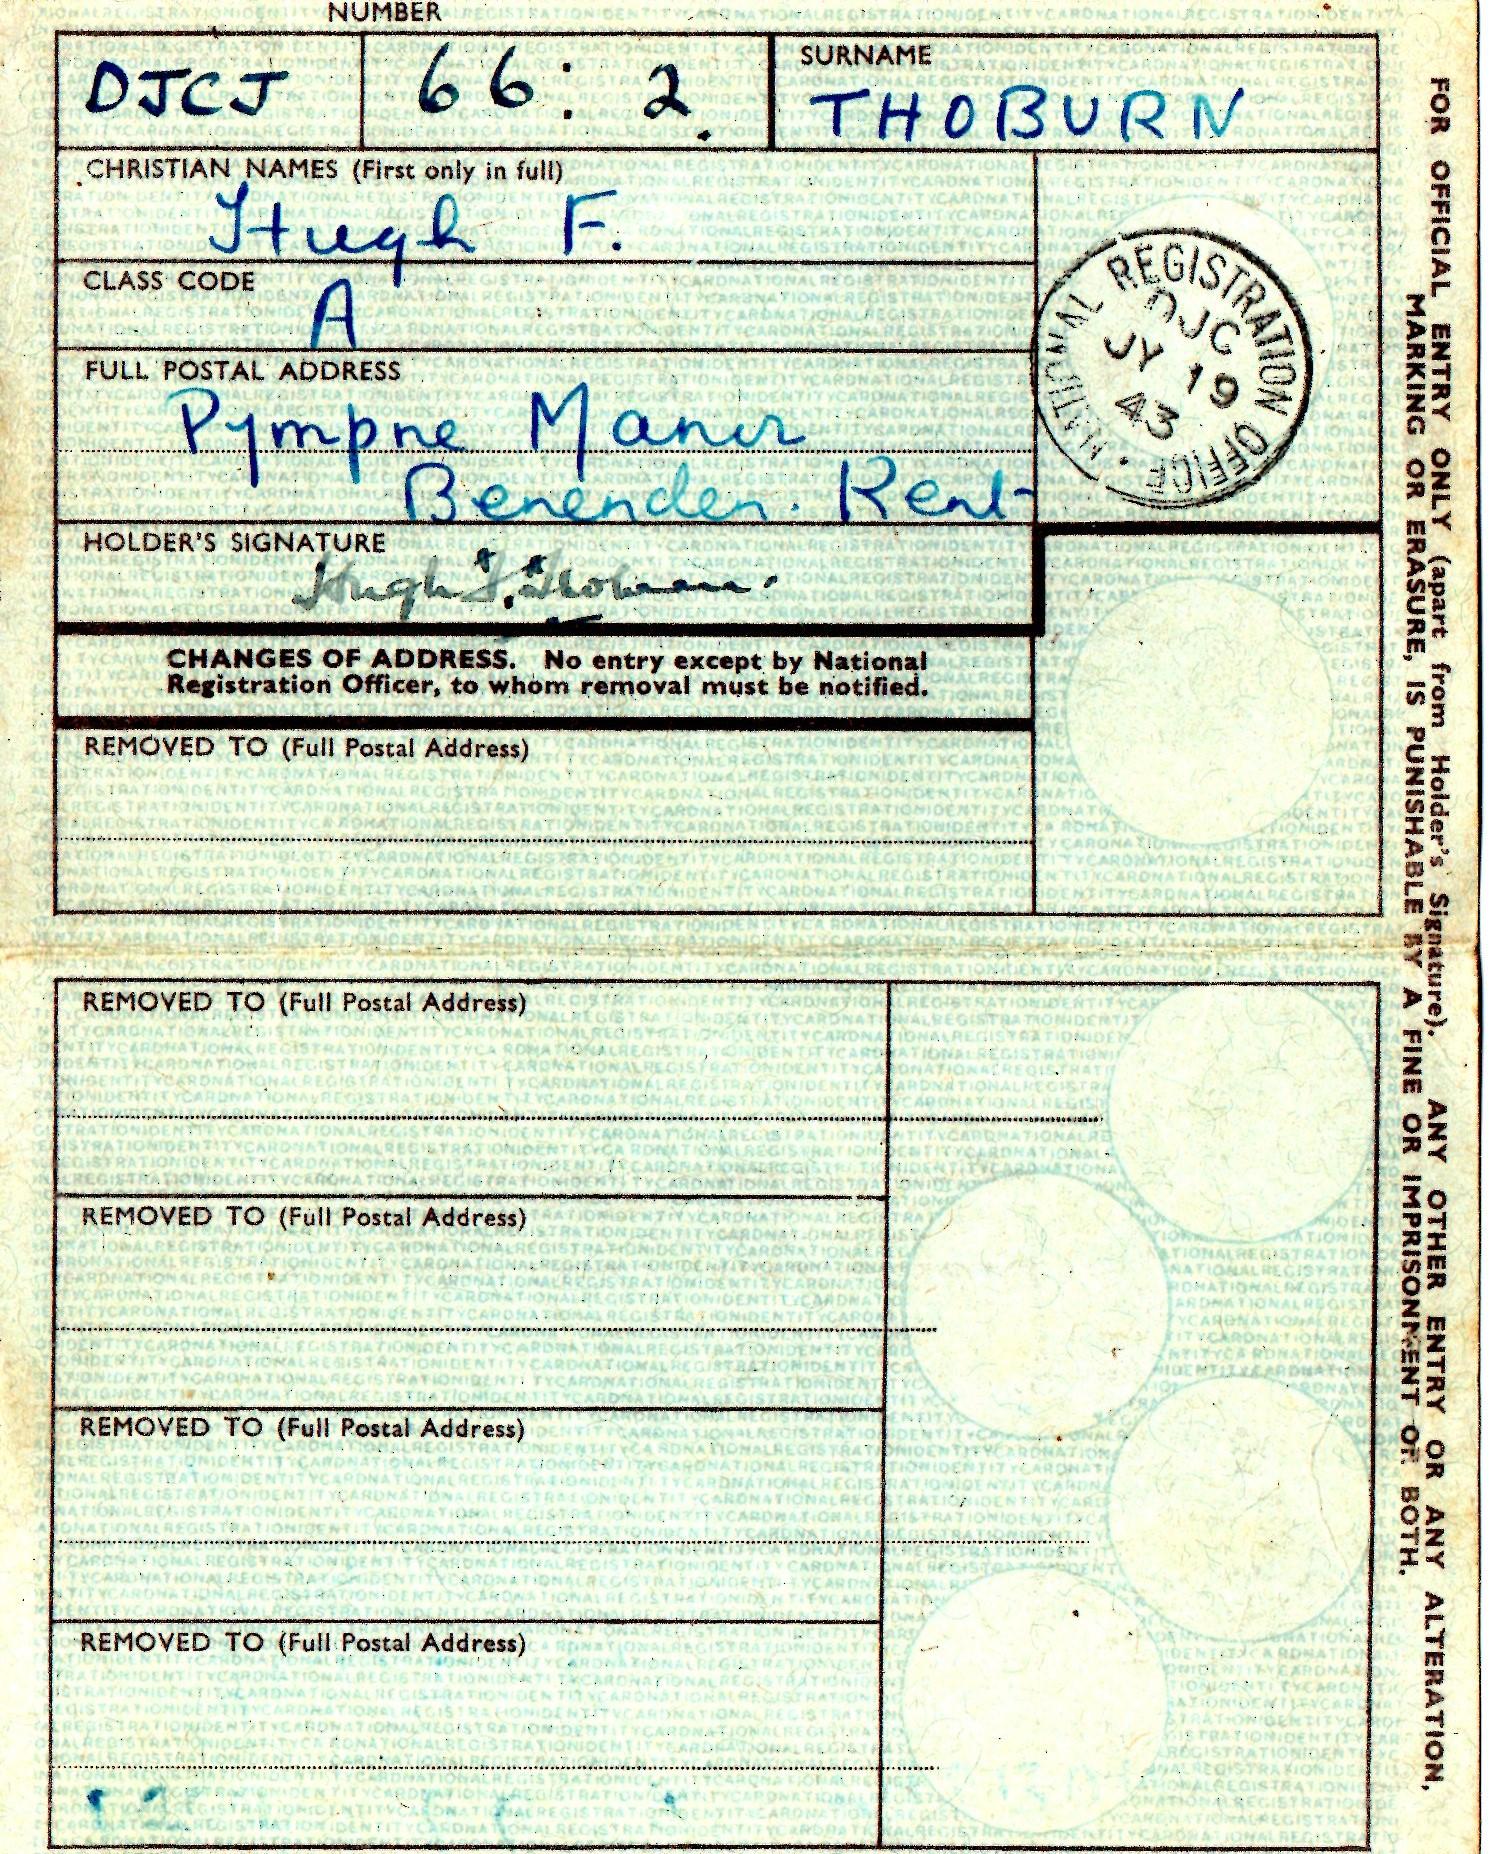 NUMBER
DJCJ 66: 2.
SURNAME
THOBURN
CHRISTIAN NAMES (First only in full)
Hugh F.
CLASS CODE
A
FULL POSTAL ADDRESS
Pympne Manor
Benenden. Kent
NATIONAL REGISTRATION OFFICE
DJC
JY 19
43
HOLDER'S SIGNATURE
Hugh F. Thoburn.
CHANGES OF ADDRESS. No entry except by National
Registration Officer, to whom removal must be notified.
REMOVED TO (Full Postal Address)
REMOVED TO (Full Postal Address)
REMOVED TO (Full Postal Address)
REMOVED TO (Full Postal Address)
REMOVED TO (Full Postal Address)
FOR OFFICIAL ENTRY ONLY (apart from Holder's Signature). ANY OTHER ENTRY OR ANY ALTERATION,
MARKING OR ERASURE, IS PUNISHABLE BY A FINE OR IMPRISONMENT OR BOTH.